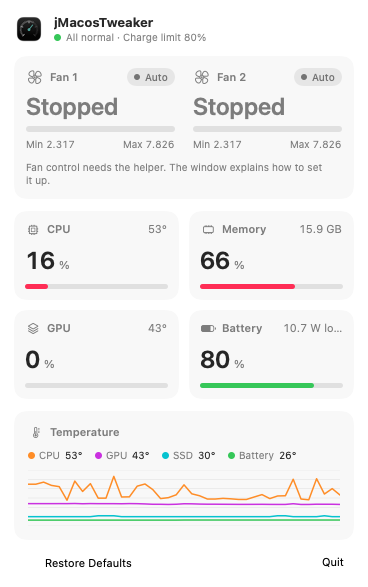 jMacosTweaker
All normal · Charge limit 80%
Fan 1
Auto
Fan 2
Auto
Stopped
Stopped
Min 2.317
Max 7.826
Min 2.317
Max 7.826
Fan control needs the helper. The window explains how to set
it up.
CPU
53°
Memory
15.9 GB
16 %
66 %
GPU
43°
Battery
10.7 W lo...
0 %
80 %
Temperature
CPU 53°
GPU 43°
SSD 30°
Battery 26°
Restore Defaults
Quit